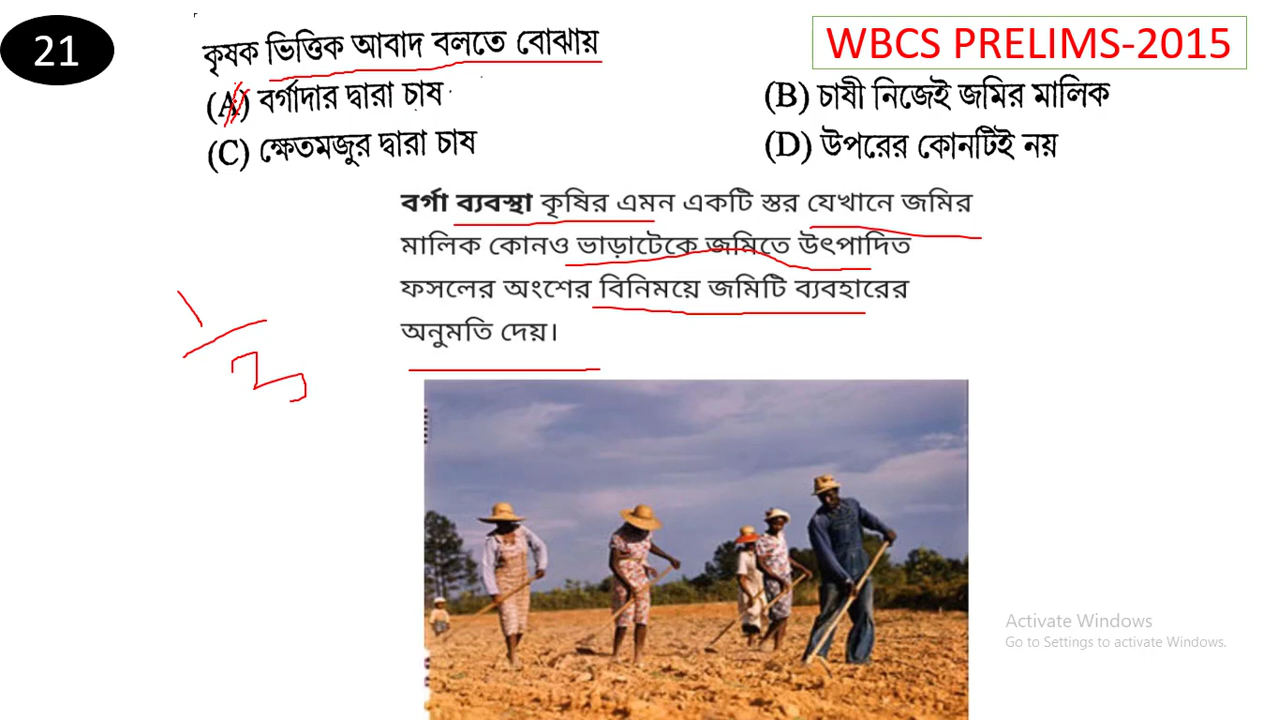 21
কৃষক ভিত্তিক আবাদ বলতে বোঝায়
WBCS PRELIMS-2015
(A) বর্গাদার দ্বারা চাষ
(B) চাষী নিজেই জমির মালিক
(C) ক্ষেতমজুর দ্বারা চাষ
(D) উপরের কোনটিই নয়
বর্গা ব্যবস্থা কৃষির এমন একটি স্তর যেখানে জমির
মালিক কোনও ভাড়াটেকে জমিতে উৎপাদিত
ফসলের অংশের বিনিময়ে জমিটি ব্যবহারের
অনুমতি দেয়।
Activate Windows
Go to Settings to activate Windows.